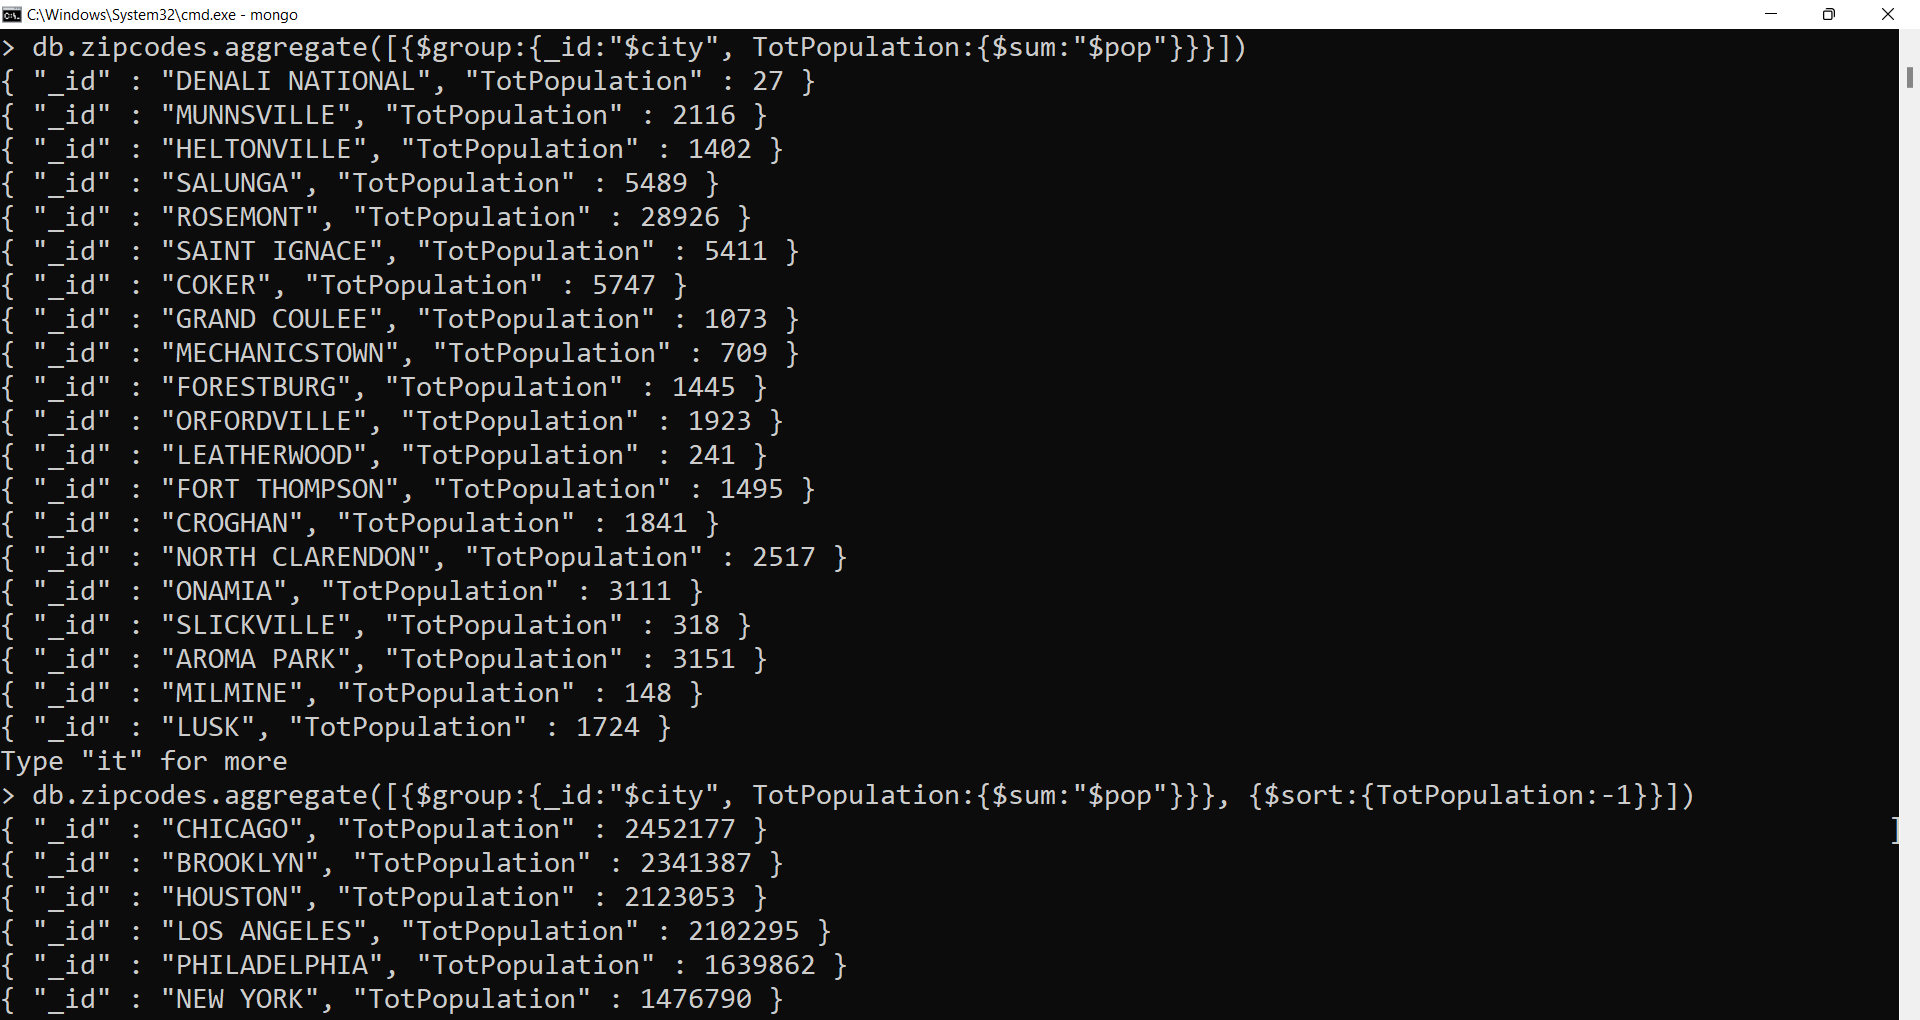 C:\Windows\System32\cmd.exe - mongo
> db.zipcodes.aggregate([{$group:{_id:"$city", TotPopulation:{$sum:"$pop"}}}])
{ "_id" : "DENALI NATIONAL", "TotPopulation" : 27 }
{ "_id" : "MUNNSVILLE", "TotPopulation" : 2116 }
{ "_id" : "HELTONVILLE", "TotPopulation" : 1402 }
{ "_id" : "SALUNGA", "TotPopulation" : 5489 }
{ "_id" : "ROSEMONT", "TotPopulation" : 28926 }
{ "_id" : "SAINT IGNACE", "TotPopulation" : 5411 }
{ "_id" : "COKER", "TotPopulation" : 5747 }
{ "_id" : "GRAND COULEE", "TotPopulation" : 1073 }
{ "_id" : "MECHANICSTOWN", "TotPopulation" : 709 }
{ "_id" : "FORESTBURG", "TotPopulation" : 1445 }
{ "_id" : "ORFORDVILLE", "TotPopulation" : 1923 }
{ "_id" : "LEATHERWOOD", "TotPopulation" : 241 }
{ "_id" : "FORT THOMPSON", "TotPopulation" : 1495 }
{ "_id" : "CROGHAN", "TotPopulation" : 1841 }
{ "_id" : "NORTH CLARENDON", "TotPopulation" : 2517 }
{ "_id" : "ONAMIA", "TotPopulation" : 3111 }
{ "_id" : "SLICKVILLE", "TotPopulation" : 318 }
{ "_id" : "AROMA PARK", "TotPopulation" : 3151 }
{ "_id" : "MILMINE", "TotPopulation" : 148 }
{ "_id" : "LUSK", "TotPopulation" : 1724 }
Type "it" for more
> db.zipcodes.aggregate([{$group:{_id:"$city", TotPopulation:{$sum:"$pop"}}}, {$sort:{TotPopulation:-1}}])
{ "_id" : "CHICAGO", "TotPopulation" : 2452177 }
{ "_id" : "BROOKLYN", "TotPopulation" : 2341387 }
{ "_id" : "HOUSTON", "TotPopulation" : 2123053 }
{ "_id" : "LOS ANGELES", "TotPopulation" : 2102295 }
{ "_id" : "PHILADELPHIA", "TotPopulation" : 1639862 }
{ "_id" : "NEW YORK", "TotPopulation" : 1476790 }